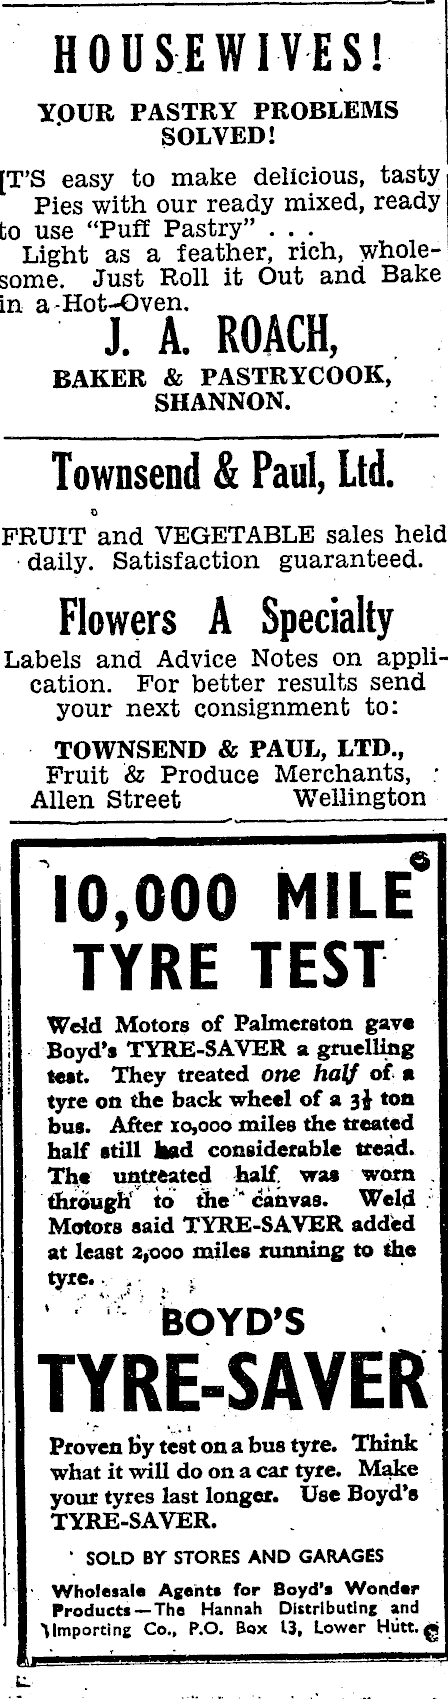 HOUSEWIVES!
YOUR PASTRY PROBLEMS
SOLVED!
IT'S easy to make delicious, tasty
Pies with our ready mixed, ready
to use "Puff Pastry" . . .
Light as a feather, rich, whole-
some. Just Roll it Out and Bake
in a Hot Oven.
J. A. ROACH,
BAKER & PASTRYCOOK,
SHANNON.
Townsend & Paul, Ltd.
FRUIT and VEGETABLE sales held
daily. Satisfaction guaranteed.
Flowers A Specialty
Labels and Advice Notes on appli-
cation. For better results send
your next consignment to:
TOWNSEND & PAUL, LTD.,
Fruit & Produce Merchants,
Allen Street Wellington
10,000 MILE
TYRE TEST
Weld Motors of Palmerston gave
Boyd's TYRE-SAVER a gruelling
test. They treated one half of a
tyre on the back wheel of a 3½ ton
bus. After 10,000 miles the treated
half still had considerable tread.
The untreated half was worn
through to the canvas. Weld
Motors said TYRE-SAVER added
at least 2,000 miles running to the
tyre.
BOYD'S
TYRE-SAVER
Proven by test on a bus tyre. Think
what it will do on a car tyre. Make
your tyres last longer. Use Boyd's
TYRE-SAVER.
SOLD BY STORES AND GARAGES
Wholesale Agents for Boyd's Wonder
Products—The Hannah Distributing and
Importing Co., P.O. Box 13, Lower Hutt.